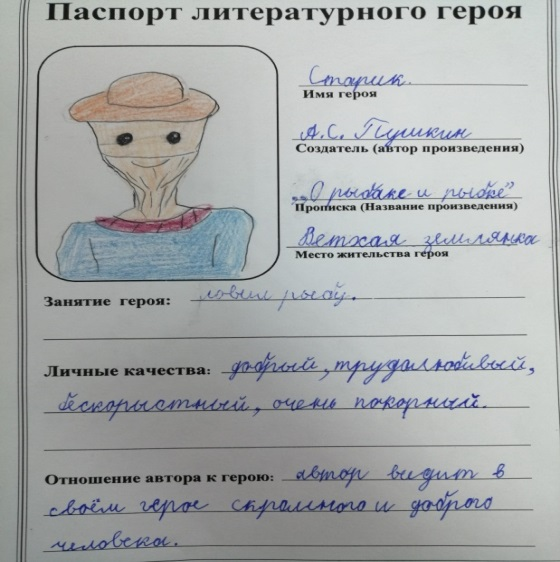 Паспорт литературного героя
Старик.
Имя героя
А.С. Пушкин
Создатель (автор произведения)
„О рыбаке и рыбке”
Прописка (Название произведения)
Ветхая землянка
Место жительства героя
Занятие героя: ловил рыбу.
Личные качества: добрый, трудолюбивый,
бескорыстный, очень покорный.
Отношение автора к герою: автор видит в
своём герое скромного и доброго
человека.